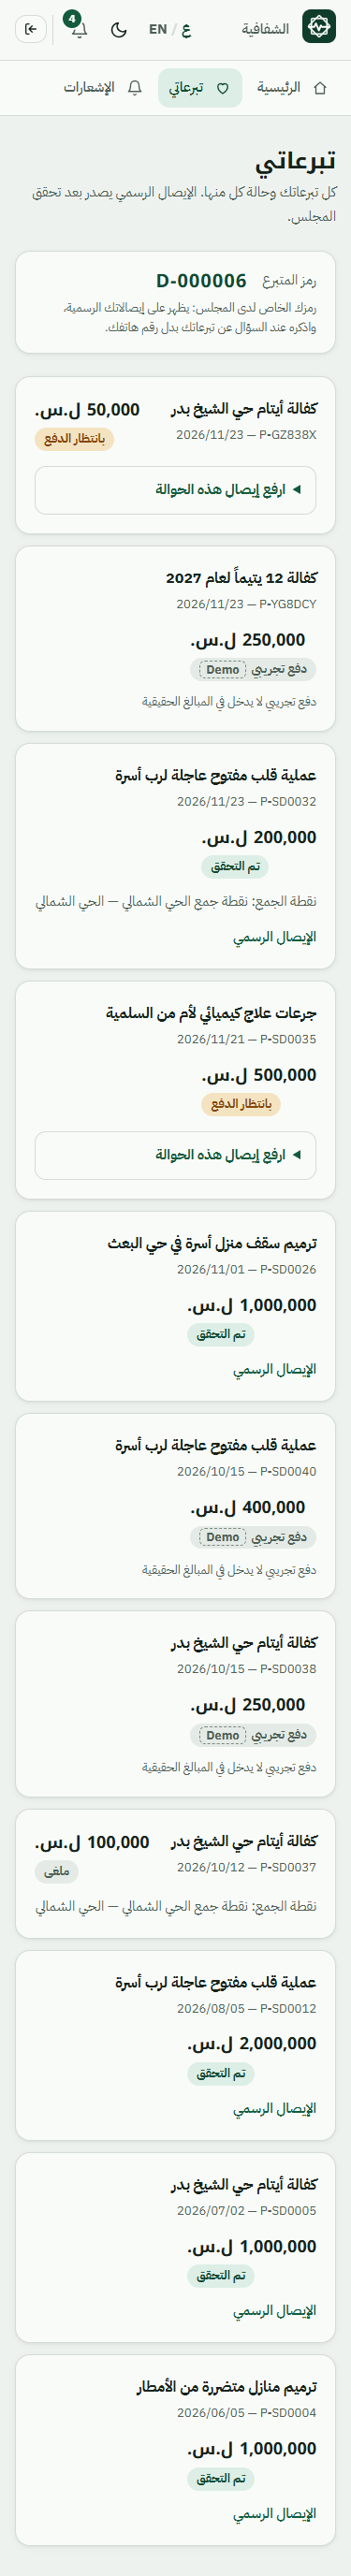 الشفافية
ع / EN
4
الرئيسية
تبرعاتي
الإشعارات
تبرعاتي
كل تبرعاتك وحالة كل منها. الإيصال الرسمي يصدر بعد تحقق
المجلس.
رمز المتبرع D-000006
رمزك الخاص لدى المجلس: يظهر على إيصالاتك الرسمية،
واذكره عند السؤال عن تبرعاتك بدل رقم هاتفك.
كفالة أيتام حي الشيخ بدر
50,000 ل.س.
2026/11/23 — P-GZ838X
بانتظار الدفع
ارفع إيصال هذه الحوالة
كفالة 12 يتيماً لعام 2027
2026/11/23 — P-YG8DCY
250,000 ل.س.
دفع تجريبي Demo
دفع تجريبي لا يدخل في المبالغ الحقيقية
عملية قلب مفتوح عاجلة لرب أسرة
2026/11/23 — P-SD0032
200,000 ل.س.
تم التحقق
نقطة الجمع: نقطة جمع الحي الشمالي — الحي الشمالي
الإيصال الرسمي
جرعات علاج كيميائي لأم من السلمية
2026/11/21 — P-SD0035
500,000 ل.س.
بانتظار الدفع
ارفع إيصال هذه الحوالة
ترميم سقف منزل أسرة في حي البعث
2026/11/01 — P-SD0026
1,000,000 ل.س.
تم التحقق
الإيصال الرسمي
عملية قلب مفتوح عاجلة لرب أسرة
2026/10/15 — P-SD0040
400,000 ل.س.
دفع تجريبي Demo
دفع تجريبي لا يدخل في المبالغ الحقيقية
كفالة أيتام حي الشيخ بدر
2026/10/15 — P-SD0038
250,000 ل.س.
دفع تجريبي Demo
دفع تجريبي لا يدخل في المبالغ الحقيقية
كفالة أيتام حي الشيخ بدر
100,000 ل.س.
2026/10/12 — P-SD0037
ملغى
نقطة الجمع: نقطة جمع الحي الشمالي — الحي الشمالي
عملية قلب مفتوح عاجلة لرب أسرة
2026/08/05 — P-SD0012
2,000,000 ل.س.
تم التحقق
الإيصال الرسمي
كفالة أيتام حي الشيخ بدر
2026/07/02 — P-SD0005
1,000,000 ل.س.
تم التحقق
الإيصال الرسمي
ترميم منازل متضررة من الأمطار
2026/06/05 — P-SD0004
1,000,000 ل.س.
تم التحقق
الإيصال الرسمي